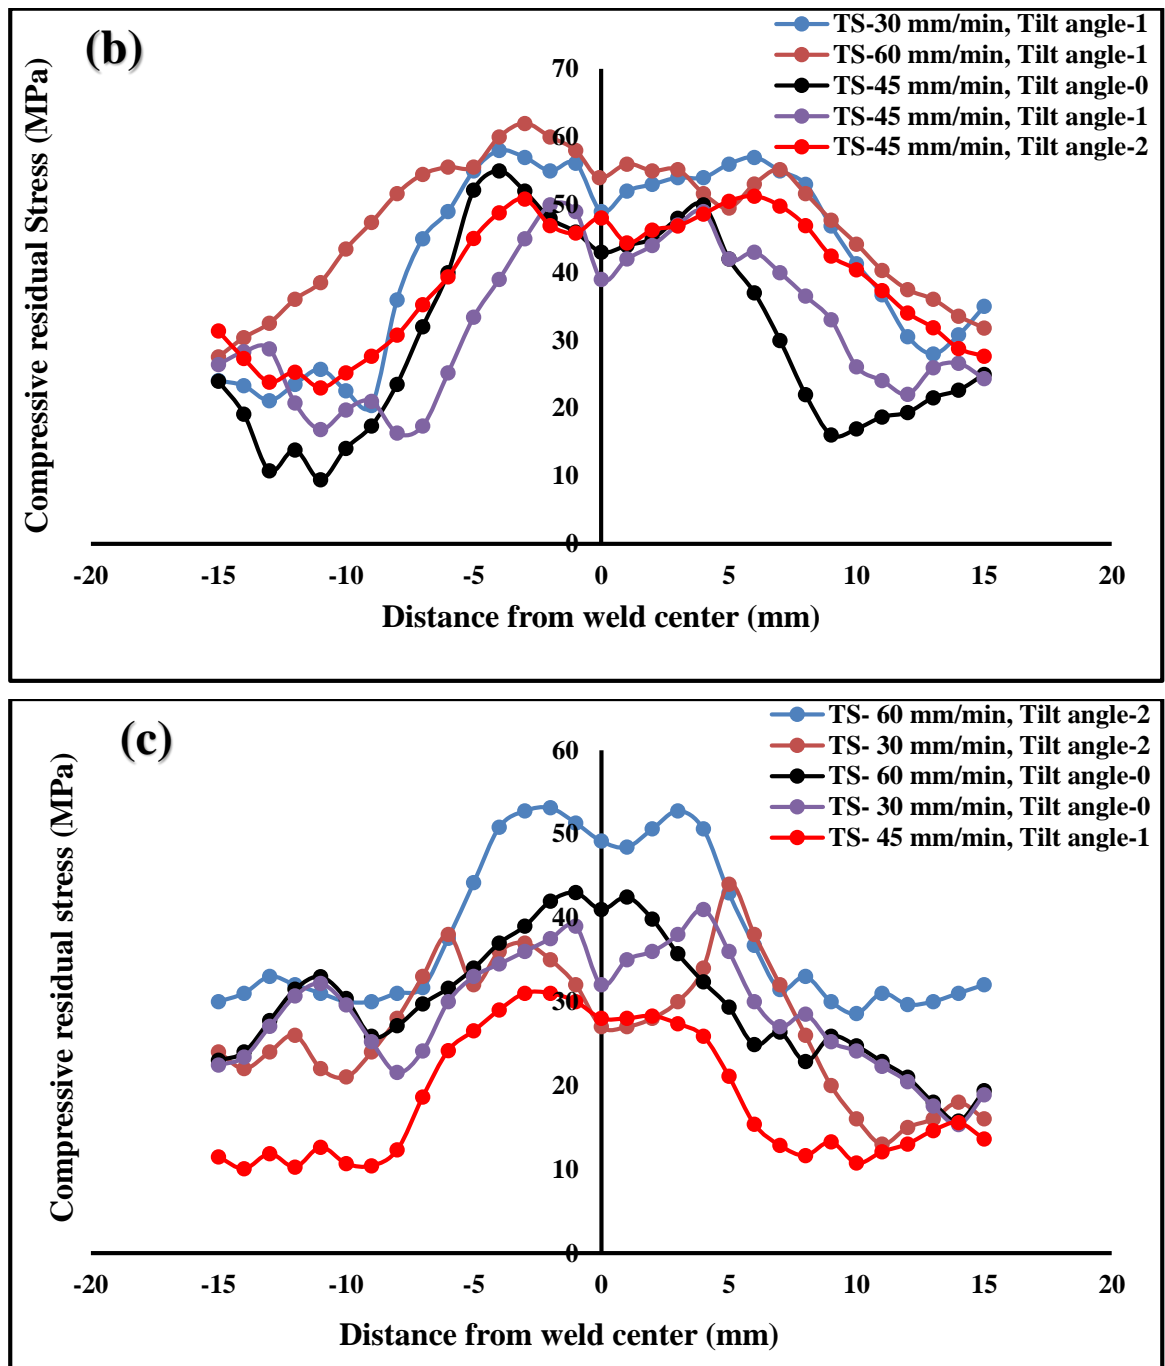 (b)
TS-30 mm/min, Tilt angle-1
TS-60 mm/min, Tilt angle-1
TS-45 mm/min, Tilt angle-0
TS-45 mm/min, Tilt angle-1
TS-45 mm/min, Tilt angle-2
Compressive residual Stress (MPa)
70
60
50
40
30
20
10
0
-20 -15 -10 -5 0 5 10 15 20
Distance from weld center (mm)
(c)
TS- 60 mm/min, Tilt angle-2
TS- 30 mm/min, Tilt angle-2
TS- 60 mm/min, Tilt angle-0
TS- 30 mm/min, Tilt angle-0
TS- 45 mm/min, Tilt angle-1
Compressive residual stress (MPa)
60
50
40
30
20
10
0
-20 -15 -10 -5 0 5 10 15 20
Distance from weld center (mm)